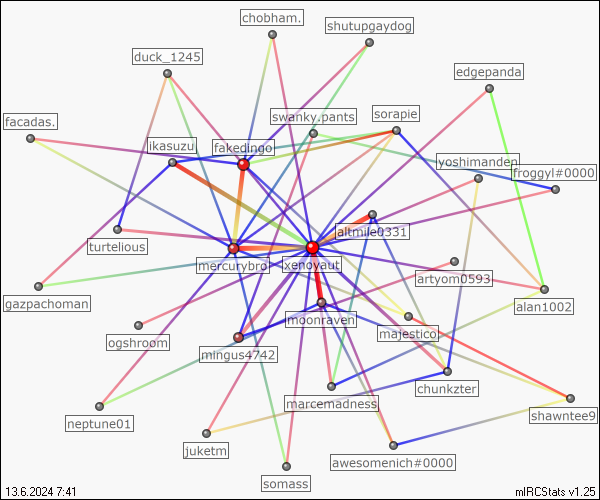 chobham.
shutupgaydog
duck_1245
edgepanda
swanky.pants
sorapie
facadas.
ikasuzu
fakedingo
yoshimanden
froggyl#0000
altmile0331
turtelious
mercurybro
xenoyaut
artyom0593
gazpachoman
alan1002
moonraven
majestico.
ogshroom
mingus4742
chunkzter
marcemadness
shawntee9
neptune01
juketm
awesomenich#0000
somass
13.6.2024 7:41
mIRCStats v1.25